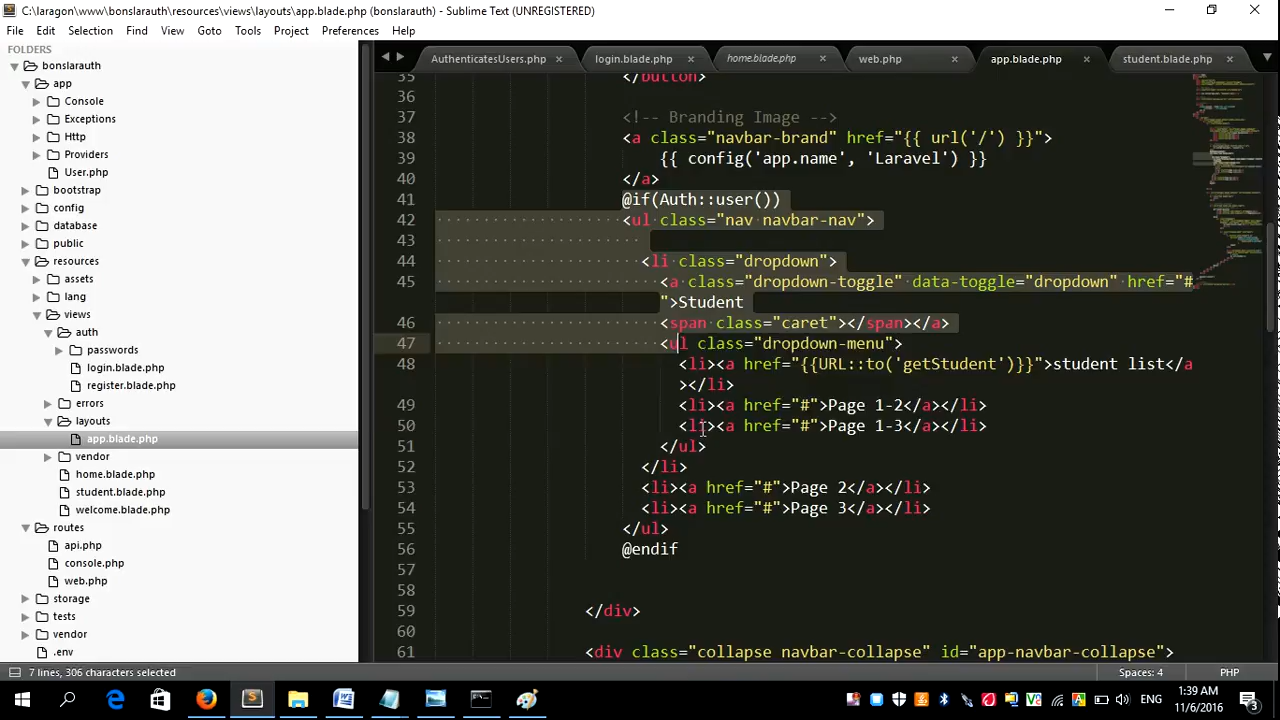 C:\laragon\www\bonslarauth\resources\views\layouts\app.blade.php (bonslarauth) - Sublime Text (UNREGISTERED)
File Edit Selection Find View Goto Tools Project Preferences Help
FOLDERS
bonslarauth
app
Console
Exceptions
Http
Providers
User.php
bootstrap
config
database
public
resources
assets
lang
views
auth
passwords
login.blade.php
register.blade.php
errors
layouts
app.blade.php
vendor
home.blade.php
student.blade.php
welcome.blade.php
routes
api.php
console.php
web.php
storage
tests
vendor
.env
AuthenticatesUsers.php × login.blade.php × home.blade.php × web.php × app.blade.php × student.blade.php ×
35 </button>
36
37 <!-- Branding Image -->
38 <a class="navbar-brand" href="{{ url('/') }}">
39 {{ config('app.name', 'Laravel') }}
40 </a>
41 @if(Auth::user())
42 <ul class="nav navbar-nav">
43
44 <li class="dropdown">
45 <a class="dropdown-toggle" data-toggle="dropdown" href="#
">Student
46 <span class="caret"></span></a>
47 <ul class="dropdown-menu">
48 <li><a href="{{URL::to('getStudent')}}">student list</a
></li>
49 <li><a href="#">Page 1-2</a></li>
50 <li><a href="#">Page 1-3</a></li>
51 </ul>
52 </li>
53 <li><a href="#">Page 2</a></li>
54 <li><a href="#">Page 3</a></li>
55 </ul>
56 @endif
57
58
59 </div>
60
61 <div class="collapse navbar-collapse" id="app-navbar-collapse">
7 lines, 306 characters selected
Spaces: 4 PHP
ENG
1:39 AM
11/6/2016